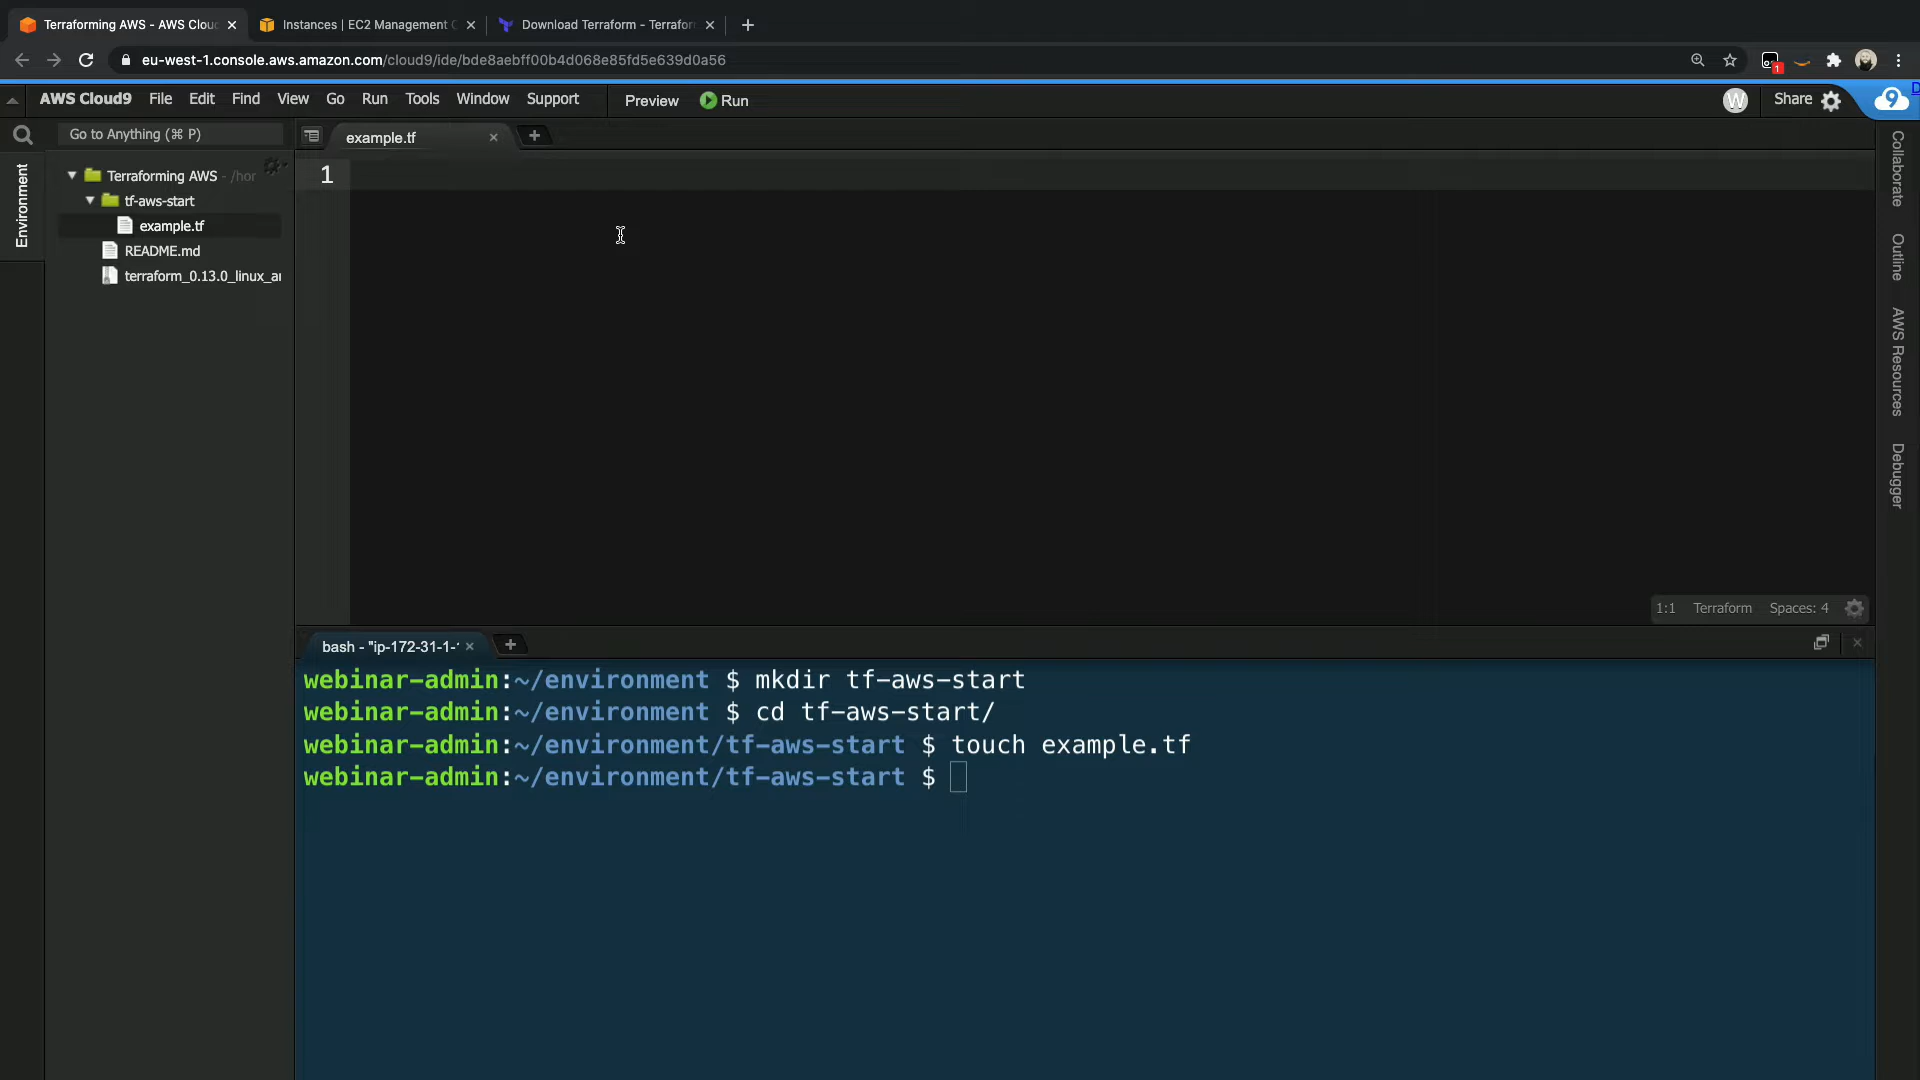 Terraforming AWS - AWS Clou
Instances | EC2 Management C
Download Terraform - Terrafor
eu-west-1.console.aws.amazon.com/cloud9/ide/bde8aebff00b4d068e85fd5e639d0a56
1
AWS Cloud9 File Edit Find View Go Run Tools Window Support Preview Run
W Share 9
Go to Anything (⌘ P)
example.tf
Environment
Terraforming AWS - /hor
tf-aws-start
example.tf
README.md
terraform_0.13.0_linux_a
1
Collaborate
Outline
AWS Resources
Debugger
1:1 Terraform Spaces: 4
bash - "ip-172-31-1-
webinar-admin:~/environment $ mkdir tf-aws-start
webinar-admin:~/environment $ cd tf-aws-start/
webinar-admin:~/environment/tf-aws-start $ touch example.tf
webinar-admin:~/environment/tf-aws-start $